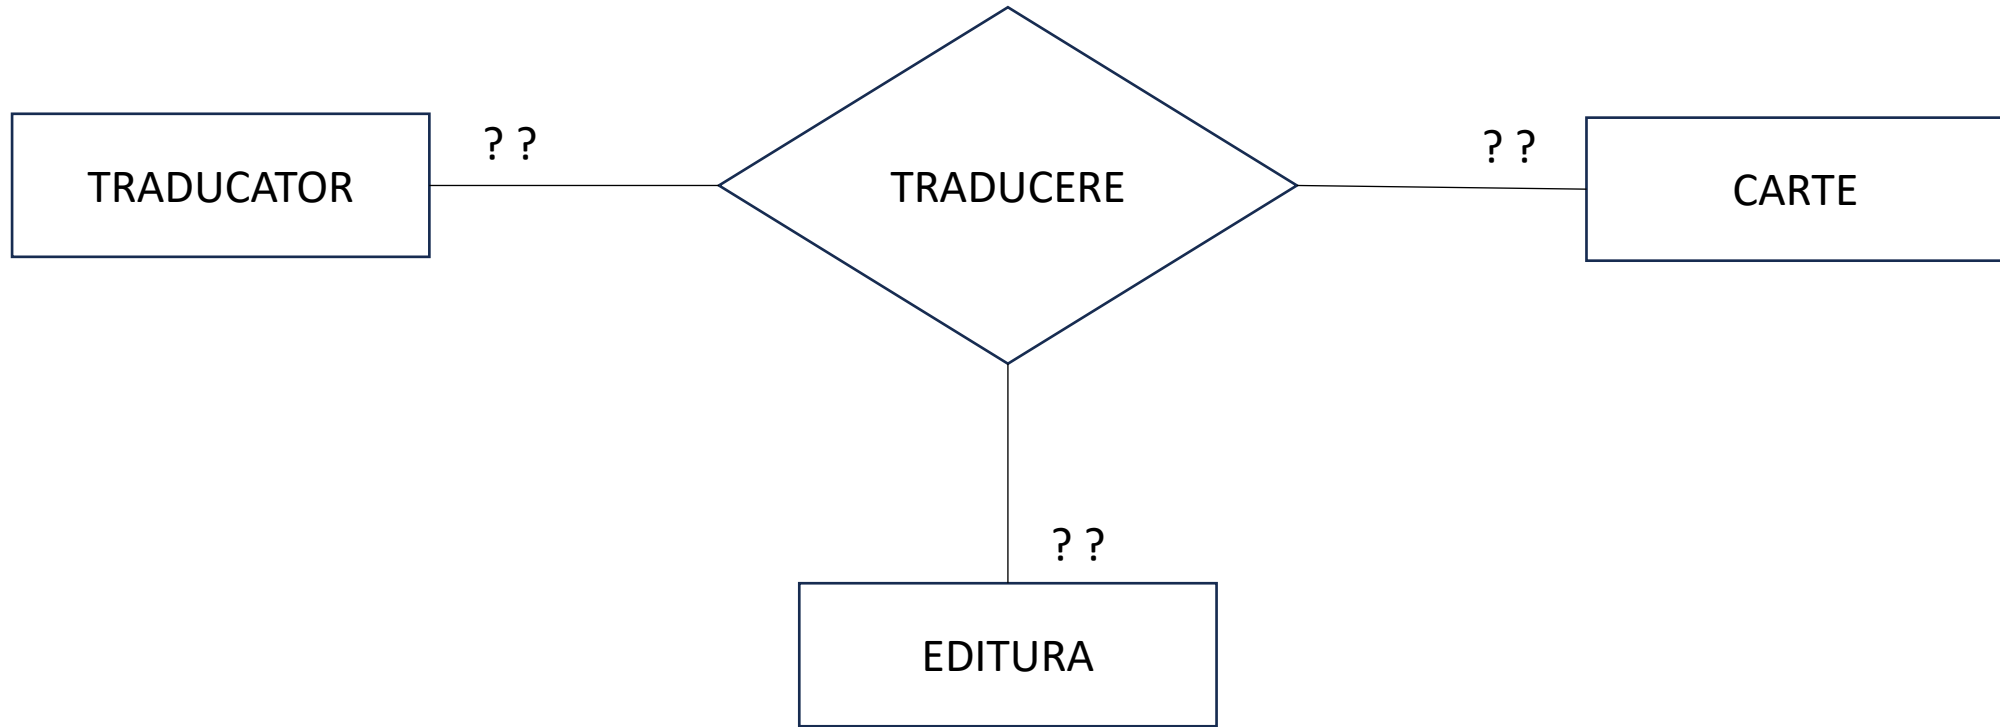 ? ?
? ?
TRADUCATOR
TRADUCERE
CARTE
? ?
EDITURA